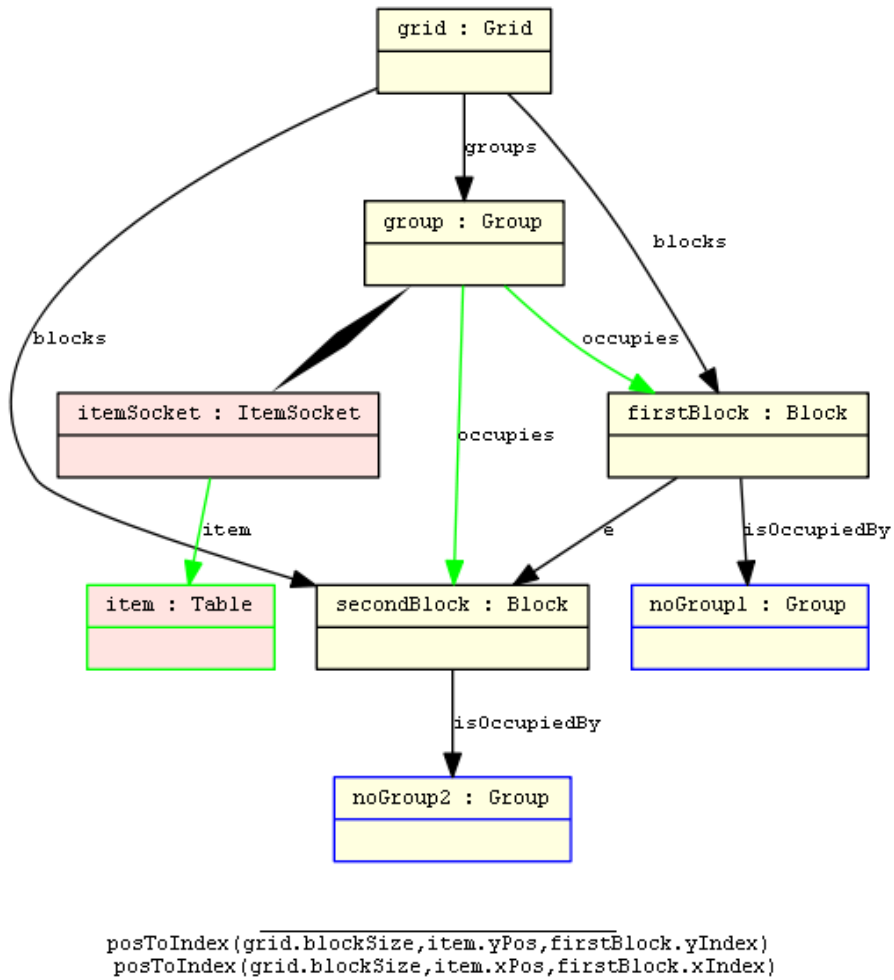 grid : Grid
groups
group : Group
blocks
blocks
occupies
itemSocket : ItemSocket
firstBlock : Block
occupies
item
e
isOccupiedBy
item : Table
secondBlock : Block
noGroup1 : Group
isOccupiedBy
noGroup2 : Group
posToIndex(grid.blockSize,item.yPos,firstBlock.yIndex)
posToIndex(grid.blockSize,item.xPos,firstBlock.xIndex)